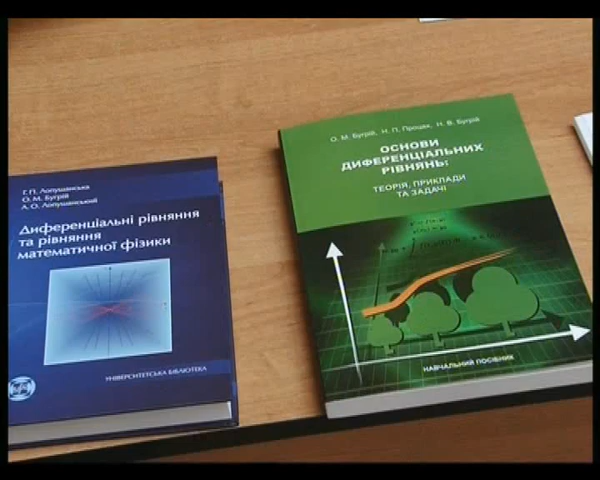 Г.П. Лопушанська
О.М. Бугрій
А.О. Лопушанський
Диференціальні рівняння
та рівняння
математичної фізики
УНІВЕРСИТЕТСЬКА БІБЛІОТЕКА
О. М. Бугрій, Н. П. Процах, Н. В. Бугрій
ОСНОВИ
ДИФЕРЕНЦІАЛЬНИХ
РІВНЯНЬ:
ТЕОРІЯ, ПРИКЛАДИ
ТА ЗАДАЧІ
НАВЧАЛЬНИЙ ПОСІБНИК